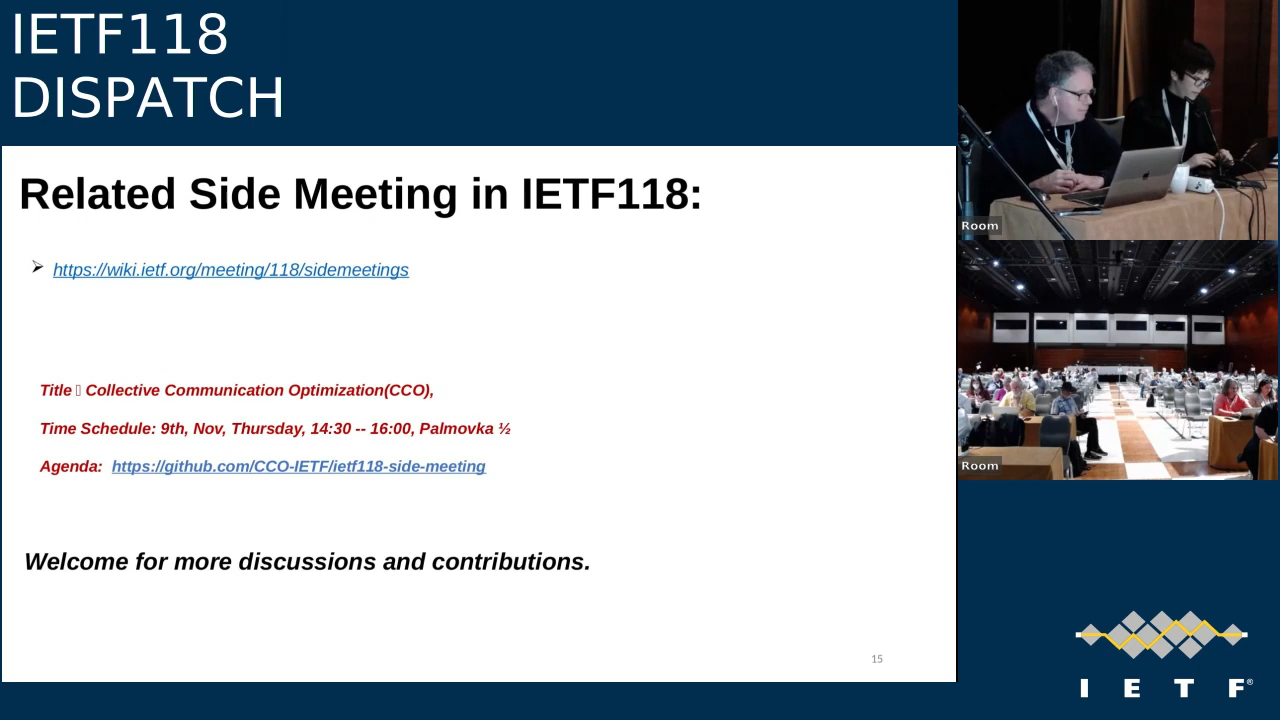 IETF118
DISPATCH
Related Side Meeting in IETF118:
https://wiki.ietf.org/meeting/118/sidemeetings
Title ▯ Collective Communication Optimization(CCO),
Time Schedule: 9th, Nov, Thursday, 14:30 -- 16:00, Palmovka ½
Agenda: https://github.com/CCO-IETF/ietf118-side-meeting
Welcome for more discussions and contributions.
15
Room
Room
I E T F®